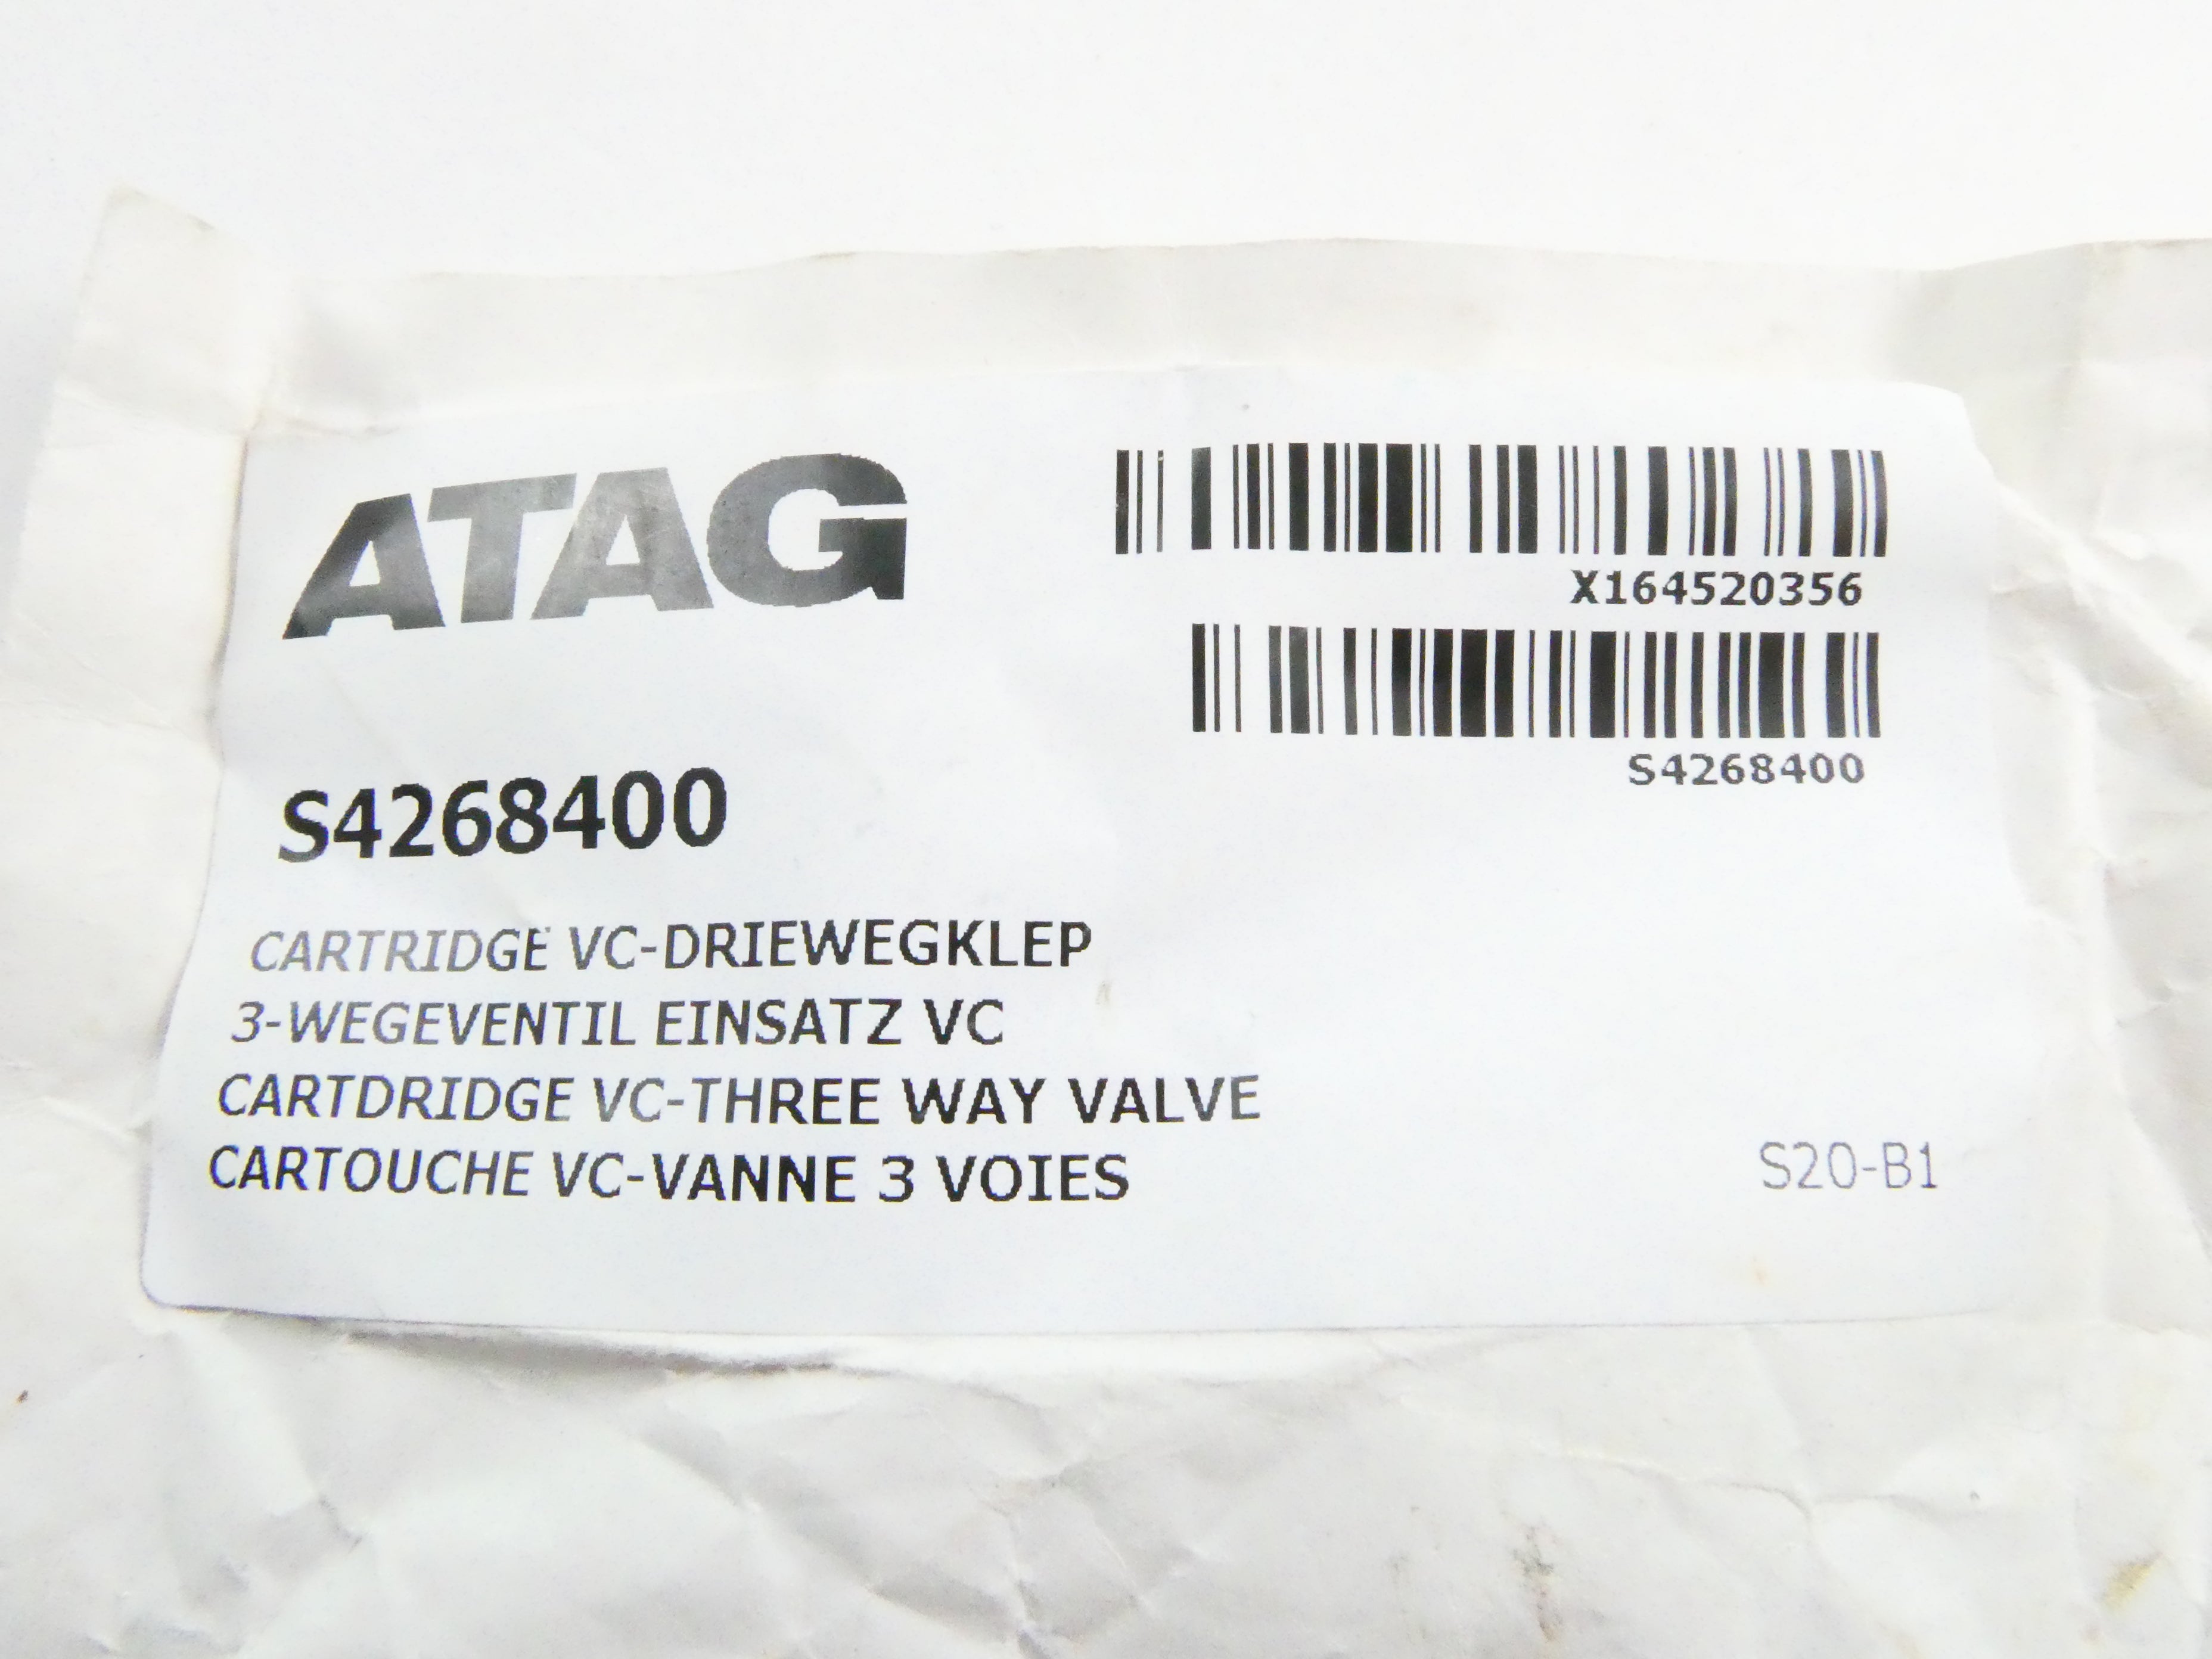 ATAG
X164520356
S4268400
S4268400
CARTRIDGE VC-DRIEWEGKLEP
3-WEGEVENTIL EINSATZ VC
CARTDRIDGE VC-THREE WAY VALVE
CARTOUCHE VC-VANNE 3 VOIES
S20-B1